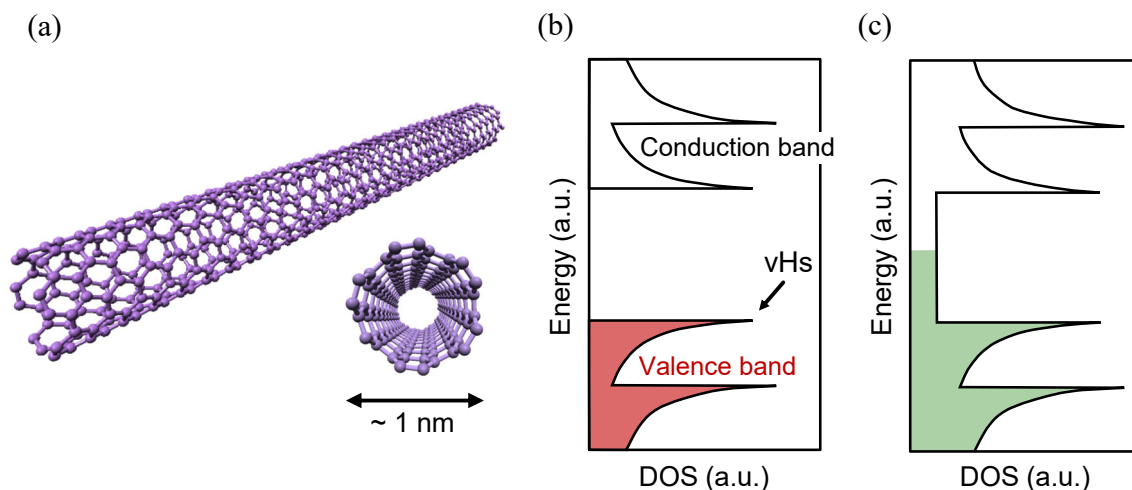 (a)
~ 1 nm
(b)
Energy (a.u.)
Conduction band
vHs
Valence band
DOS (a.u.)
(c)
Energy (a.u.)
DOS (a.u.)